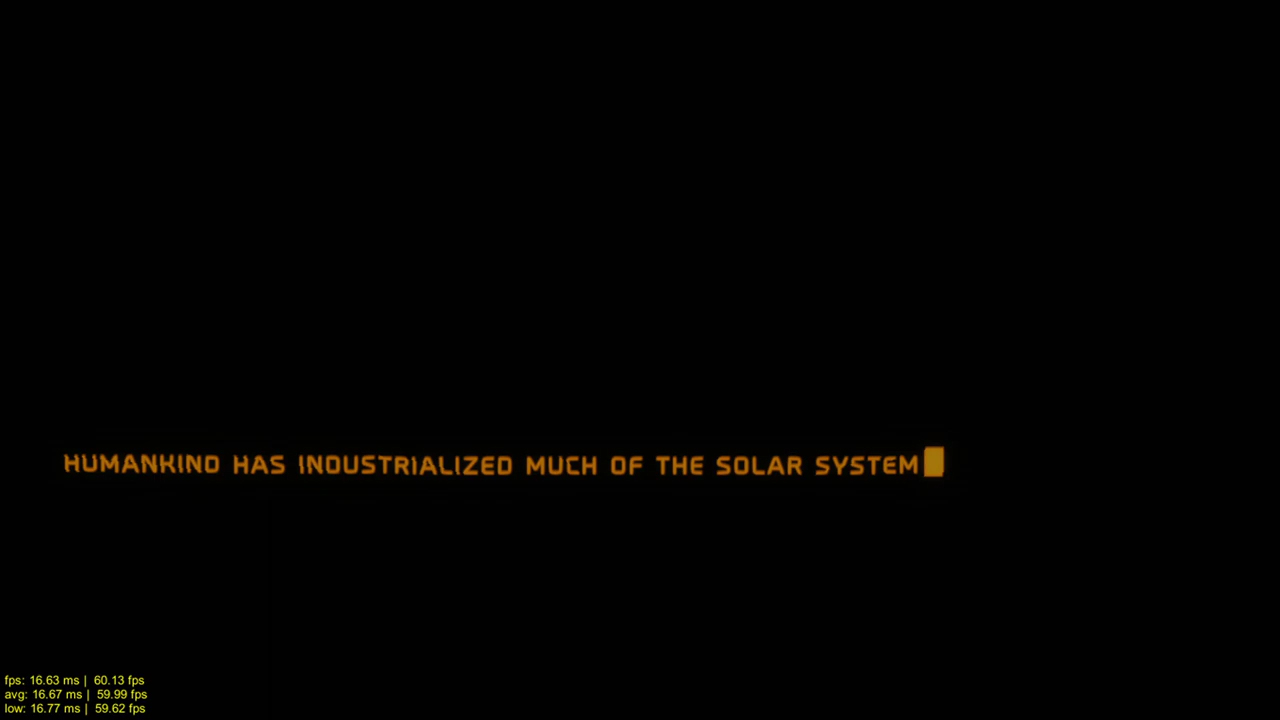 HUMANKIND HAS INDUSTRIALIZED MUCH OF THE SOLAR SYSTEM
fps: 16.63 ms | 60.13 fps
avg: 16.67 ms | 59.99 fps
low: 16.77 ms | 59.62 fps